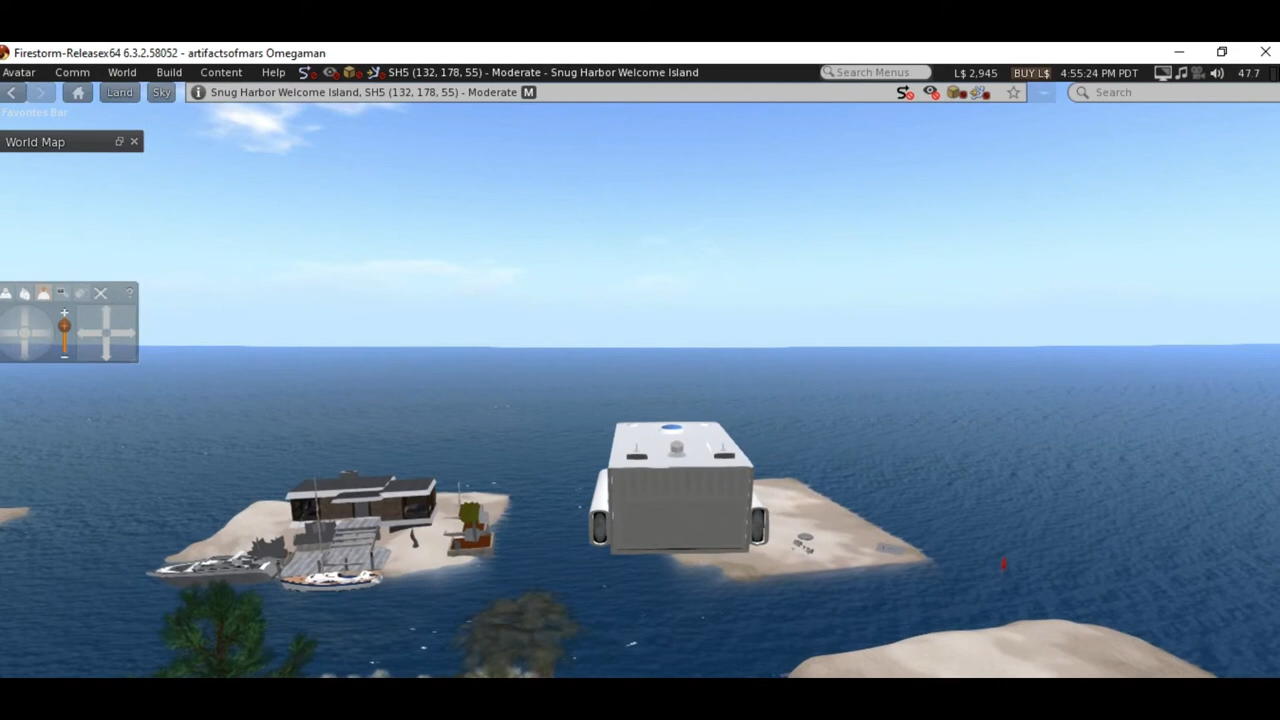 Firestorm-Releasex64 6.3.2.58052 - artifactsofmars Omegaman
Avatar Comm World Build Content Help SH5 (132, 178, 55) - Moderate - Snug Harbor Welcome Island Search Menus L$ 2,945 BUY L$ 4:55:24 PM PDT 47.7
Land Sky Snug Harbor Welcome Island, SH5 (132, 178, 55) - Moderate M Search
Favorites Bar
World Map